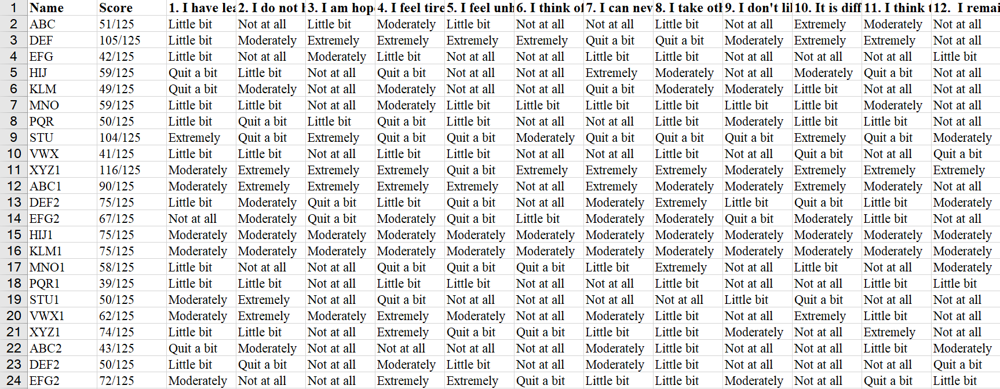 1 Name Score 1. I have lea 2. I do not h 3. I am hop 4. I feel tire 5. I feel unh 6. I think of 7. I can nev 8. I take oth 9. I don't li 10. It is diff 11. I think t 12. I remai
2 ABC 51/125 Little bit Not at all Little bit Moderately Little bit Not at all Not at all Little bit Not at all Extremely Moderately Not at all
3 DEF 105/125 Little bit Moderately Extremely Extremely Extremely Extremely Quit a bit Quit a bit Moderately Extremely Extremely Not at all
4 EFG 42/125 Little bit Not at all Moderately Little bit Not at all Not at all Little bit Little bit Not at all Not at all Not at all Little bit
5 HIJ 59/125 Quit a bit Little bit Not at all Quit a bit Not at all Not at all Extremely Moderately Not at all Moderately Quit a bit Not at all
6 KLM 49/125 Quit a bit Moderately Not at all Moderately Not at all Not at all Quit a bit Moderately Moderately Little bit Not at all Not at all
7 MNO 59/125 Little bit Little bit Not at all Moderately Little bit Little bit Little bit Little bit Little bit Little bit Moderately Not at all
8 PQR 50/125 Little bit Quit a bit Little bit Quit a bit Little bit Not at all Not at all Little bit Moderately Little bit Little bit Not at all
9 STU 104/125 Extremely Quit a bit Extremely Quit a bit Quit a bit Moderately Quit a bit Quit a bit Quit a bit Extremely Quit a bit Moderately
10 VWX 41/125 Little bit Little bit Not at all Little bit Little bit Not at all Not at all Little bit Not at all Quit a bit Not at all Quit a bit
11 XYZ1 116/125 Moderately Extremely Extremely Extremely Quit a bit Extremely Extremely Extremely Moderately Extremely Extremely Extremely
12 ABC1 90/125 Moderately Extremely Extremely Extremely Extremely Not at all Extremely Moderately Moderately Extremely Moderately Not at all
13 DEF2 75/125 Little bit Moderately Quit a bit Little bit Quit a bit Not at all Moderately Extremely Little bit Quit a bit Little bit Moderately
14 EFG2 67/125 Not at all Moderately Quit a bit Moderately Quit a bit Little bit Moderately Moderately Quit a bit Moderately Little bit Not at all
15 HIJ1 75/125 Moderately Moderately Moderately Moderately Moderately Moderately Moderately Moderately Moderately Moderately Moderately Moderately
16 KLM1 75/125 Moderately Moderately Moderately Moderately Moderately Moderately Moderately Moderately Moderately Moderately Moderately Moderately
17 MNO1 58/125 Little bit Not at all Not at all Quit a bit Quit a bit Quit a bit Little bit Extremely Not at all Little bit Not at all Moderately
18 PQR1 39/125 Little bit Little bit Not at all Little bit Little bit Not at all Not at all Little bit Not at all Not at all Little bit Little bit
19 STU1 50/125 Moderately Extremely Not at all Quit a bit Not at all Not at all Not at all Not at all Little bit Quit a bit Not at all Not at all
20 VWX1 62/125 Moderately Extremely Moderately Extremely Moderately Not at all Moderately Little bit Not at all Extremely Little bit Not at all
21 XYZ1 74/125 Little bit Little bit Not at all Extremely Quit a bit Quit a bit Little bit Little bit Moderately Not at all Extremely Not at all
22 ABC2 43/125 Quit a bit Moderately Not at all Not at all Not at all Not at all Moderately Little bit Not at all Not at all Little bit Moderately
23 DEF2 50/125 Little bit Quit a bit Not at all Moderately Little bit Not at all Moderately Little bit Not at all Not at all Not at all Quit a bit
24 EFG2 72/125 Moderately Not at all Not at all Extremely Extremely Quit a bit Little bit Little bit Moderately Not at all Quit a bit Little bit